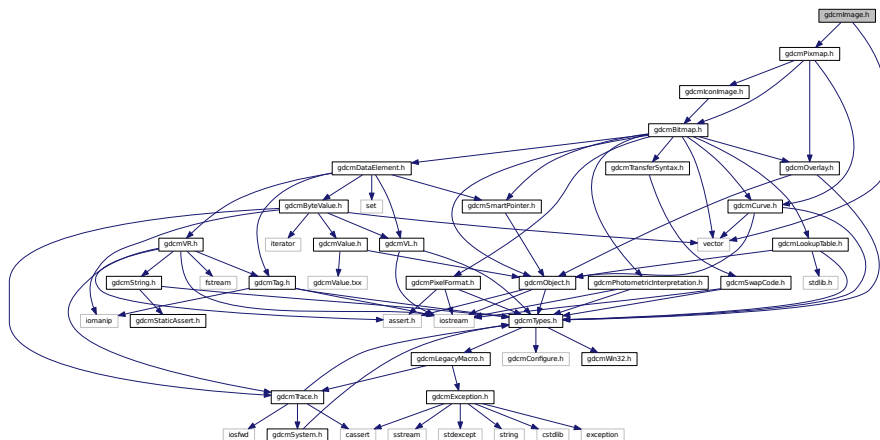 gdcmImage.h
gdcmPixmap.h
gdcmIconImage.h
gdcmBitmap.h
gdcmDataElement.h
gdcmTransferSyntax.h
gdcmOverlay.h
gdcmByteValue.h
set
gdcmSmartPointer.h
gdcmCurve.h
gdcmVR.h
iterator
gdcmValue.h
gdcmVL.h
vector
gdcmLookupTable.h
gdcmString.h
fstream
gdcmTag.h
gdcmValue.txx
gdcmPixelFormat.h
gdcmObject.h
gdcmPhotometricInterpretation.h
gdcmSwapCode.h
stdlib.h
iomanip
gdcmStaticAssert.h
assert.h
iostream
gdcmTypes.h
gdcmLegacyMacro.h
gdcmConfigure.h
gdcmWin32.h
gdcmTrace.h
gdcmException.h
iosfwd
gdcmSystem.h
cassert
sstream
stdexcept
string
cstdlib
exception